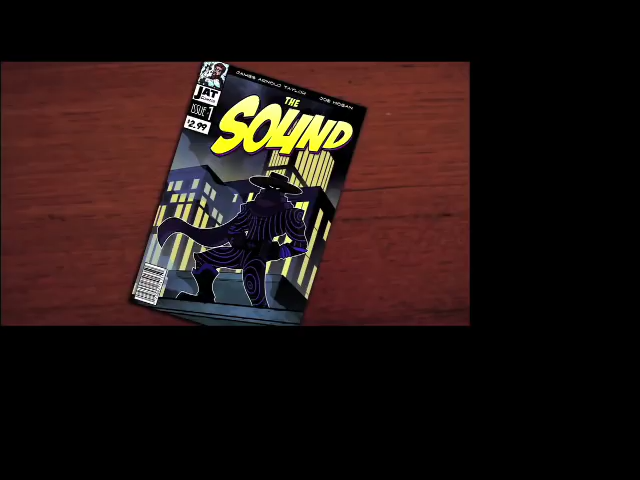 JAMES ARNOLD TAYLOR JOE HOGAN
JAT
ISSUE 1
$2.99
THE
SOUND